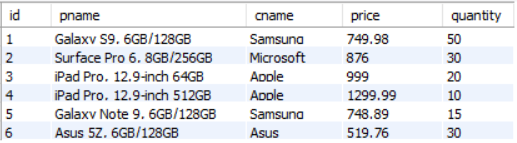 id pname cname price quantity
1 Galaxy S9. 6GB/128GB Samsung 749.98 50
2 Surface Pro 6. 8GB/256GB Microsoft 876 30
3 iPad Pro. 12.9-inch 64GB Apple 999 20
4 iPad Pro. 12.9-inch 512GB Apple 1299.99 10
5 Galaxy Note 9. 6GB/128GB Samsung 748.89 15
6 Asus 5Z. 6GB/128GB Asus 519.76 30